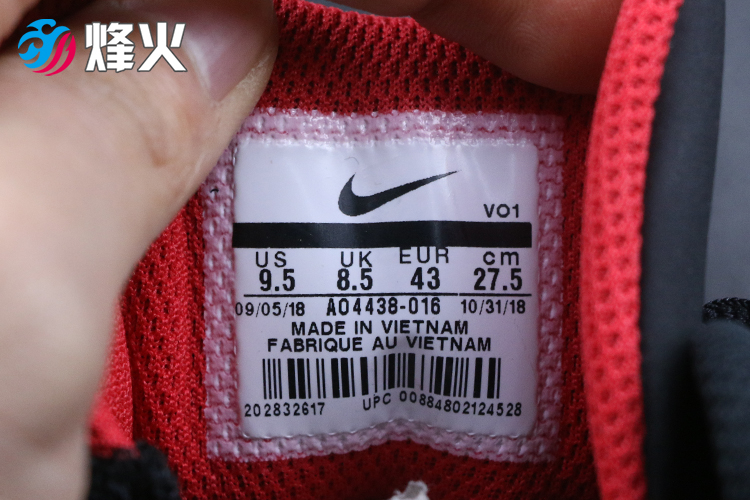 烽火
VO1
US UK EUR cm
9.5 8.5 43 27.5
09/05/18 AO4438-016 10/31/18
MADE IN VIETNAM
FABRIQUE AU VIETNAM
202832617 UPC 00884802124528